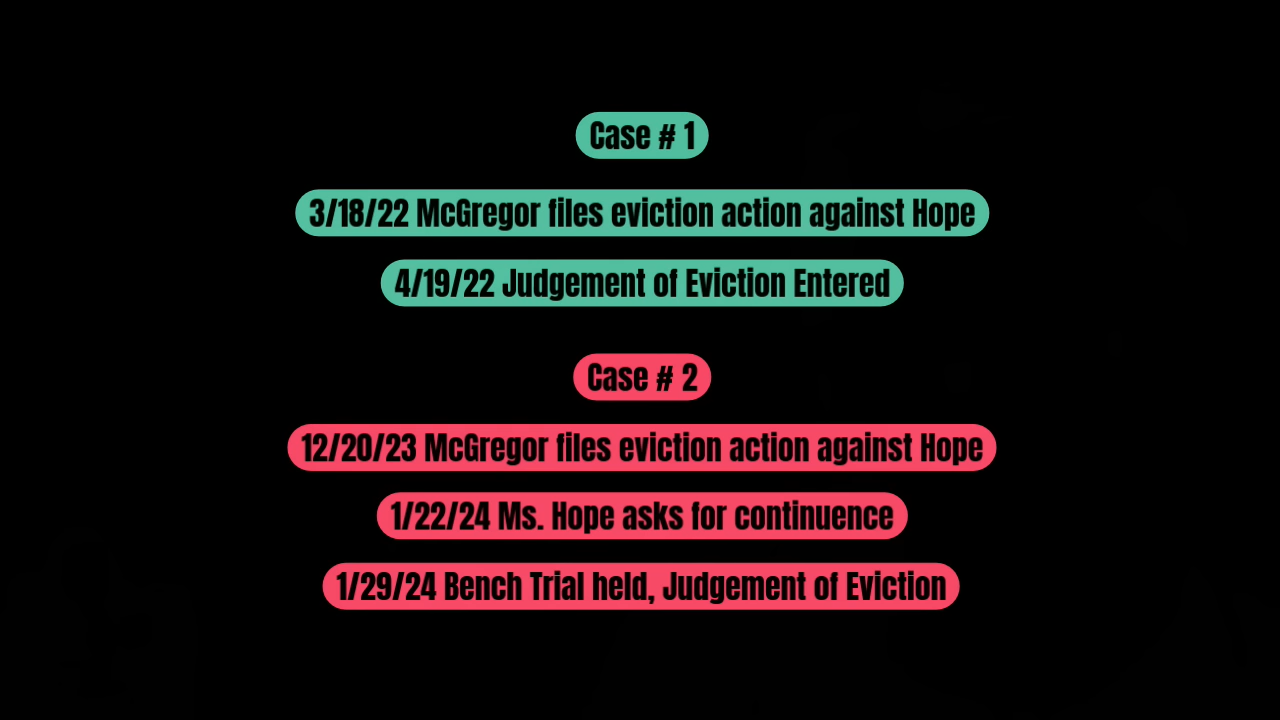 Case # 1
3/18/22 McGregor files eviction action against Hope
4/19/22 Judgement of Eviction Entered
Case # 2
12/20/23 McGregor files eviction action against Hope
1/22/24 Ms. Hope asks for continuence
1/29/24 Bench Trial held, Judgement of Eviction